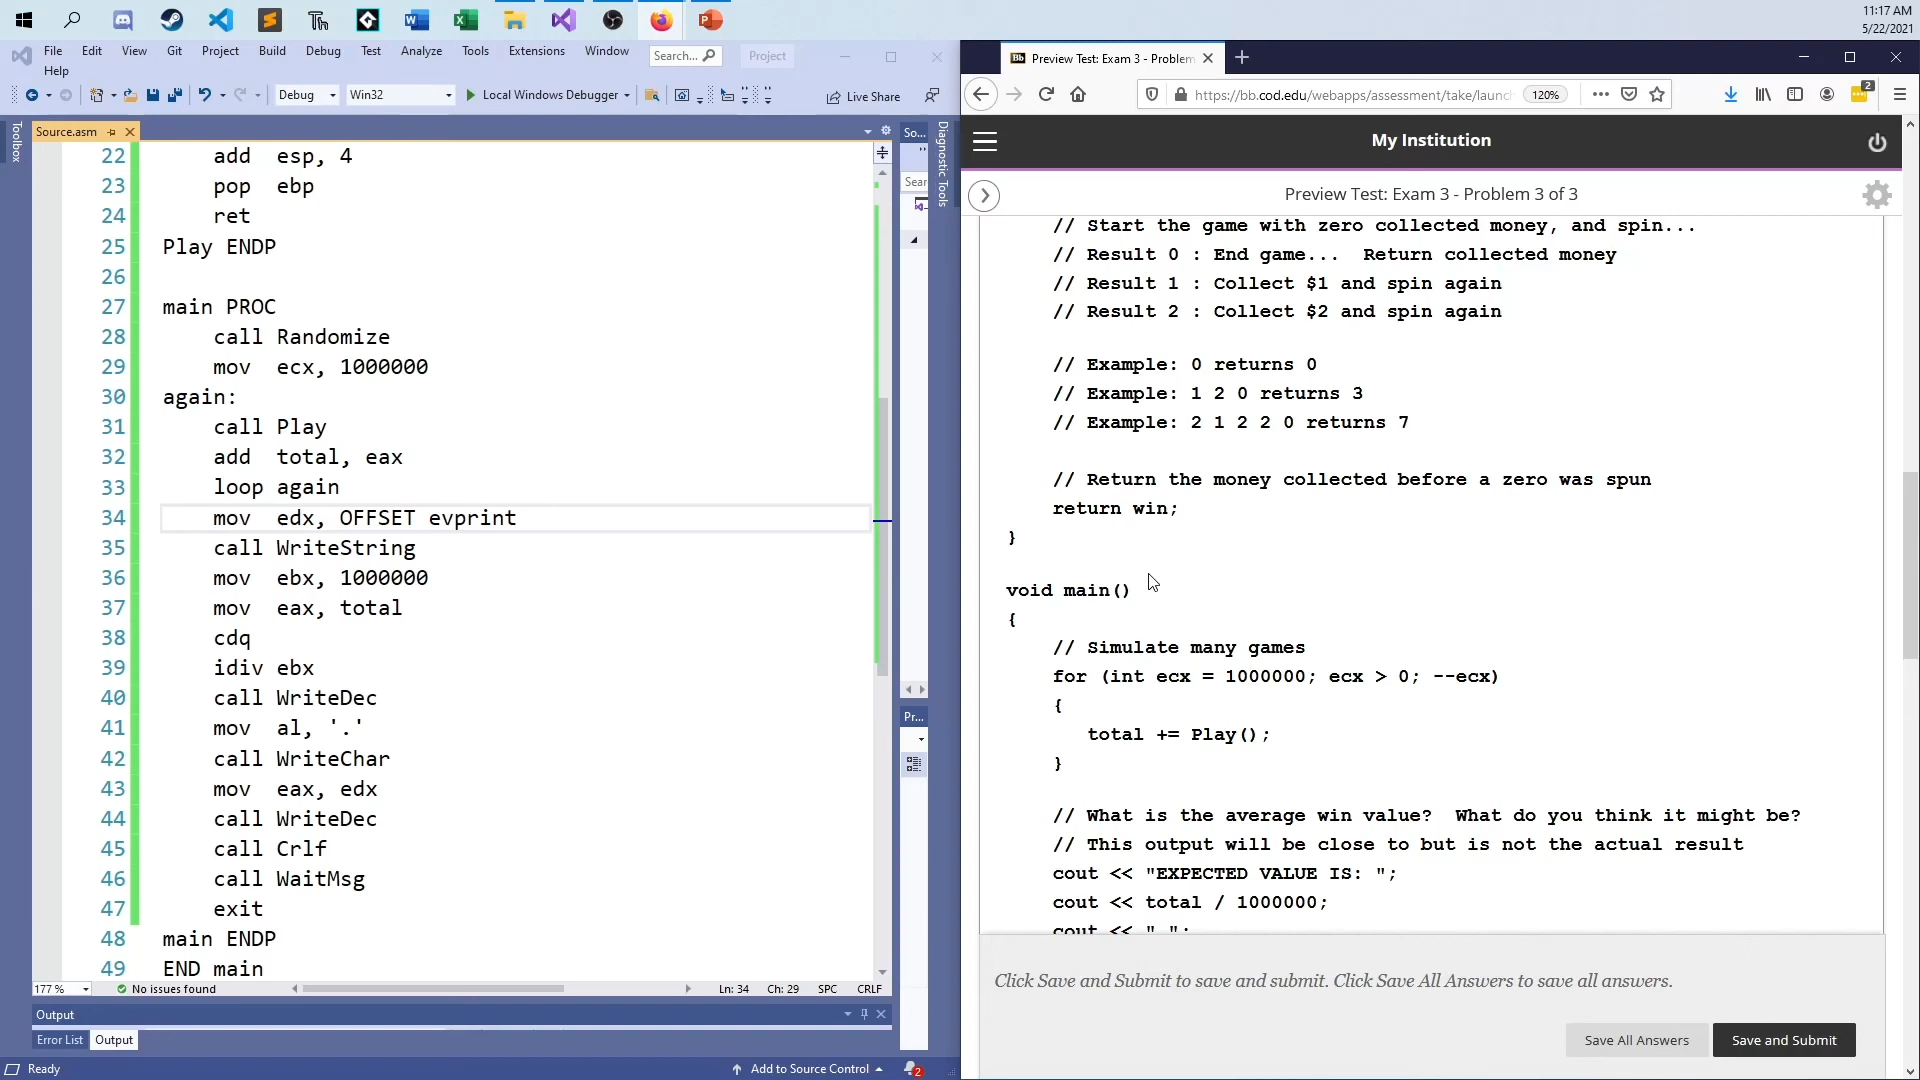 11:17 AM
5/22/2021
File Edit View Git Project Build Debug Test Analyze Tools Extensions Window Search... Project
Help
Debug Win32 Local Windows Debugger Live Share
Toolbox
Source.asm
22 add esp, 4
23 pop ebp
24 ret
25 Play ENDP
26
27 main PROC
28 call Randomize
29 mov ecx, 1000000
30 again:
31 call Play
32 add total, eax
33 loop again
34 mov edx, OFFSET evprint
35 call WriteString
36 mov ebx, 1000000
37 mov eax, total
38 cdq
39 idiv ebx
40 call WriteDec
41 mov al, '.'
42 call WriteChar
43 mov eax, edx
44 call WriteDec
45 call Crlf
46 call WaitMsg
47 exit
48 main ENDP
49 END main
177 % No issues found Ln: 34 Ch: 29 SPC CRLF
Output
Error List Output
Ready Add to Source Control 2
So...
Sear
Pr...
Diagnostic Tools
Preview Test: Exam 3 - Problem
https://bb.cod.edu/webapps/assessment/take/launc 120% 2
My Institution
Preview Test: Exam 3 - Problem 3 of 3
// Start the game with zero collected money, and spin...
// Result 0 : End game... Return collected money
// Result 1 : Collect $1 and spin again
// Result 2 : Collect $2 and spin again
// Example: 0 returns 0
// Example: 1 2 0 returns 3
// Example: 2 1 2 2 0 returns 7
// Return the money collected before a zero was spun
return win;
}
void main()
{
// Simulate many games
for (int ecx = 1000000; ecx > 0; --ecx)
{
total += Play();
}
// What is the average win value? What do you think it might be?
// This output will be close to but is not the actual result
cout << "EXPECTED VALUE IS: ";
cout << total / 1000000;
cout << ".";
Click Save and Submit to save and submit. Click Save All Answers to save all answers.
Save All Answers Save and Submit